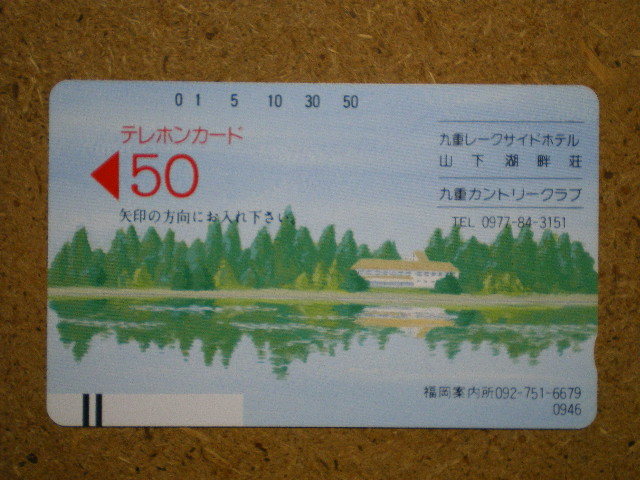 0 1 5 10 30 50
テレホンカード
50
矢印の方向にお入れ下さい。
九重レークサイドホテル
山下湖畔荘
九重カントリークラブ
TEL 0977-84-3151
福岡案内所092-751-6679
0946